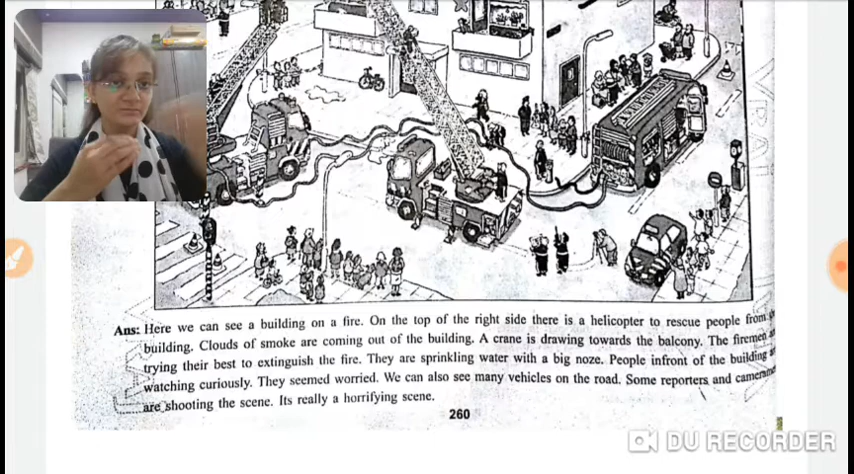 Ans: Here we can see a building on a fire. On the top of the right side there is a helicopter to rescue people from
building. Clouds of smoke are coming out of the building. A crane is drawing towards the balcony. The firemen
trying their best to extinguish the fire. They are sprinkling water with a big noze. People infront of the building
watching curiously. They seemed worried. We can also see many vehicles on the road. Some reporters and
are shooting the scene. Its really a horrifying scene.
260
DU RECORDER